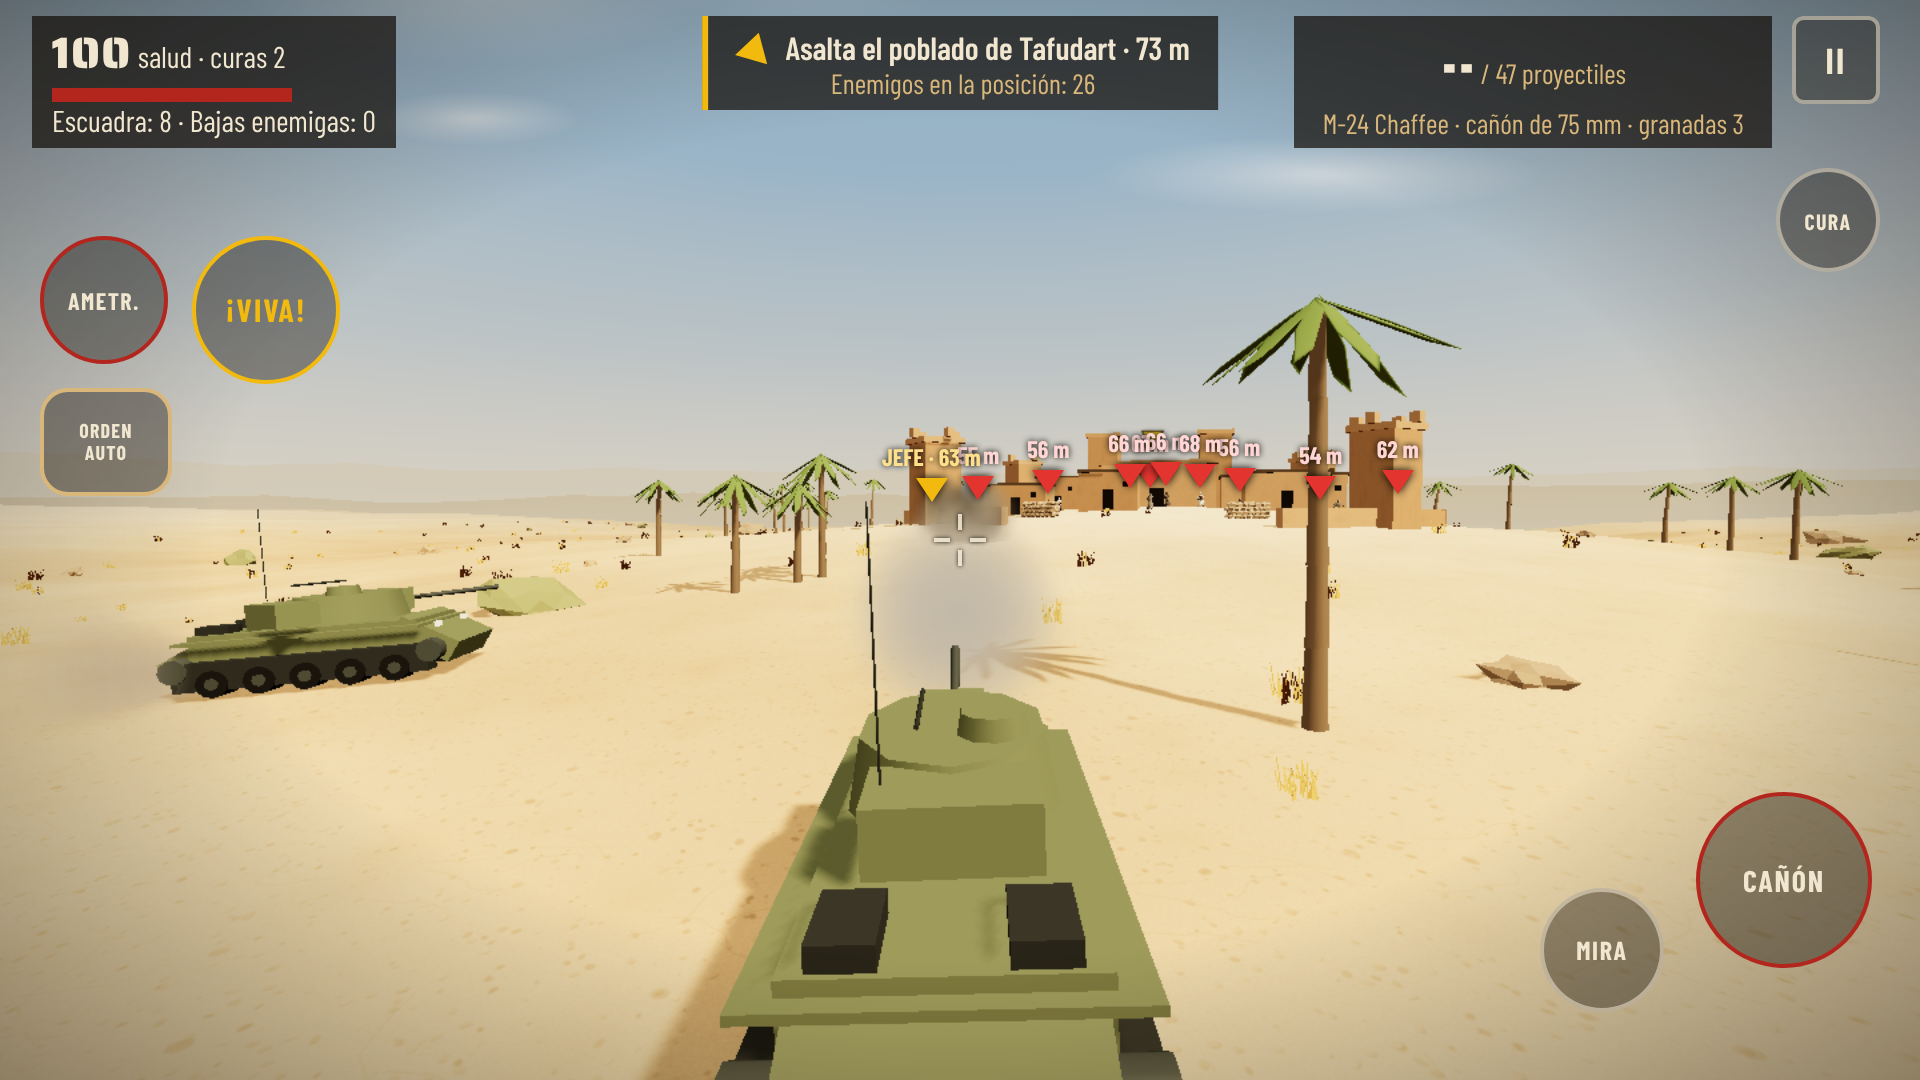 100 salud · curas 2
Escuadra: 8 · Bajas enemigas: 0
Asalta el poblado de Tafudart · 73 m
Enemigos en la posición: 26
-- / 47 proyectiles
M-24 Chaffee · cañón de 75 mm · granadas 3
CURA
AMETR.
¡VIVA!
ORDEN
AUTO
JEFE · 63 m
56 m
66 m
68 m
56 m
54 m
62 m
CAÑÓN
MIRA